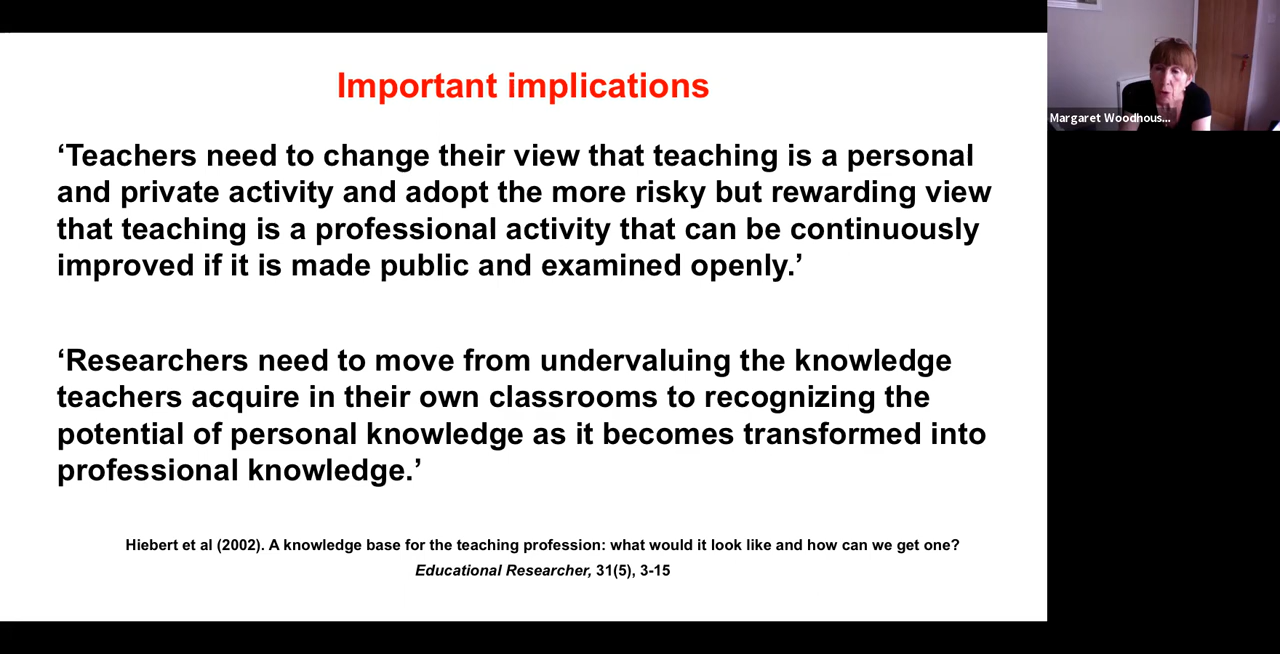 Important implications
‘Teachers need to change their view that teaching is a personal
and private activity and adopt the more risky but rewarding view
that teaching is a professional activity that can be continuously
improved if it is made public and examined openly.’
‘Researchers need to move from undervaluing the knowledge
teachers acquire in their own classrooms to recognizing the
potential of personal knowledge as it becomes transformed into
professional knowledge.’
Hiebert et al (2002). A knowledge base for the teaching profession: what would it look like and how can we get one?
Educational Researcher, 31(5), 3-15
Margaret Woodhous...